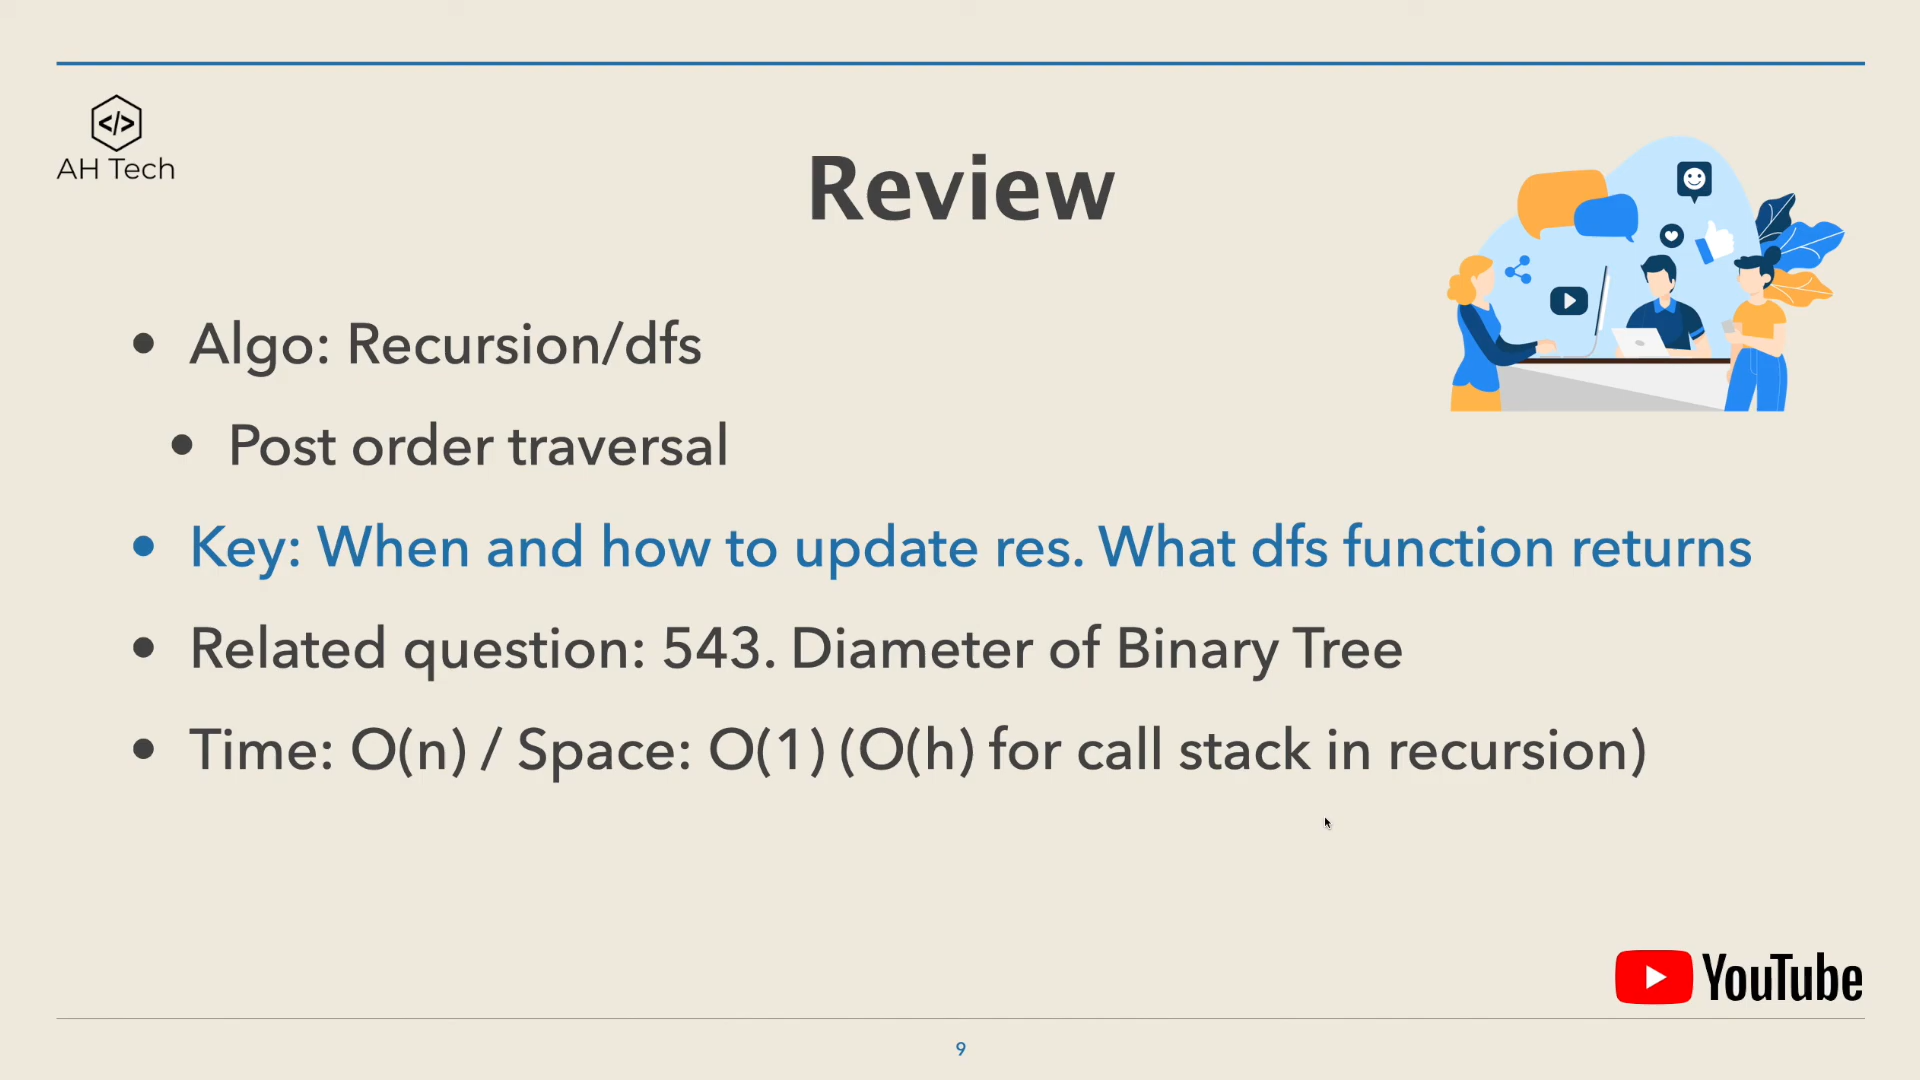 </>
AH Tech
Review
• Algo: Recursion/dfs
• Post order traversal
• Key: When and how to update res. What dfs function returns
• Related question: 543. Diameter of Binary Tree
• Time: O(n) / Space: O(1) (O(h) for call stack in recursion)
YouTube
9